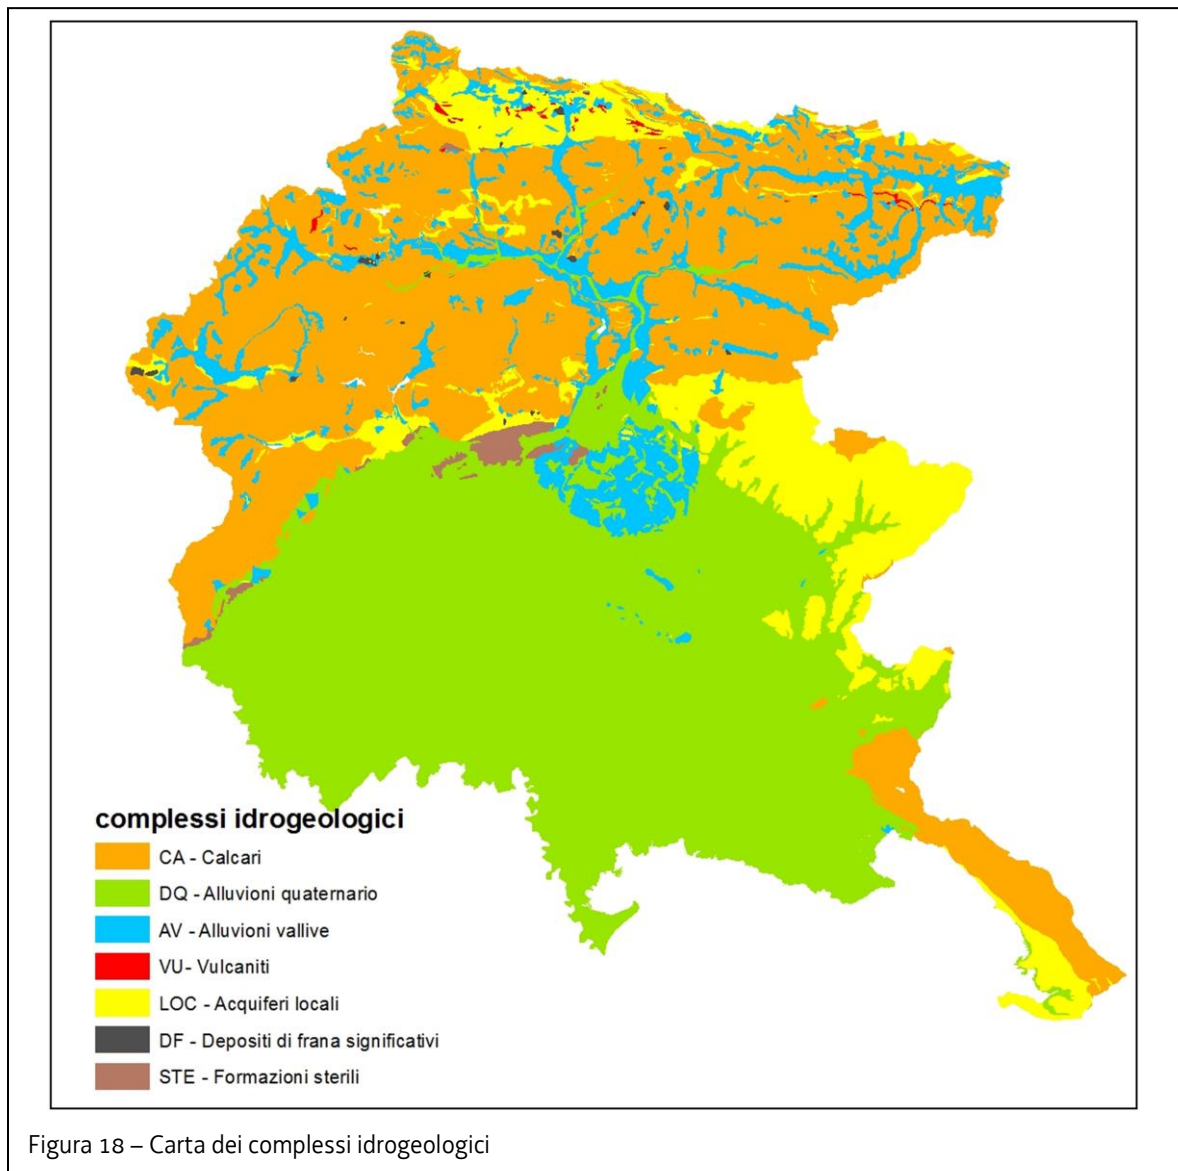 complessi idrogeologici
CA - Calcari
DQ - Alluvioni quaternario
AV - Alluvioni vallive
VU- Vulcaniti
LOC - Acquiferi locali
DF - Depositi di frana significativi
STE - Formazioni sterili
Figura 18 – Carta dei complessi idrogeologici